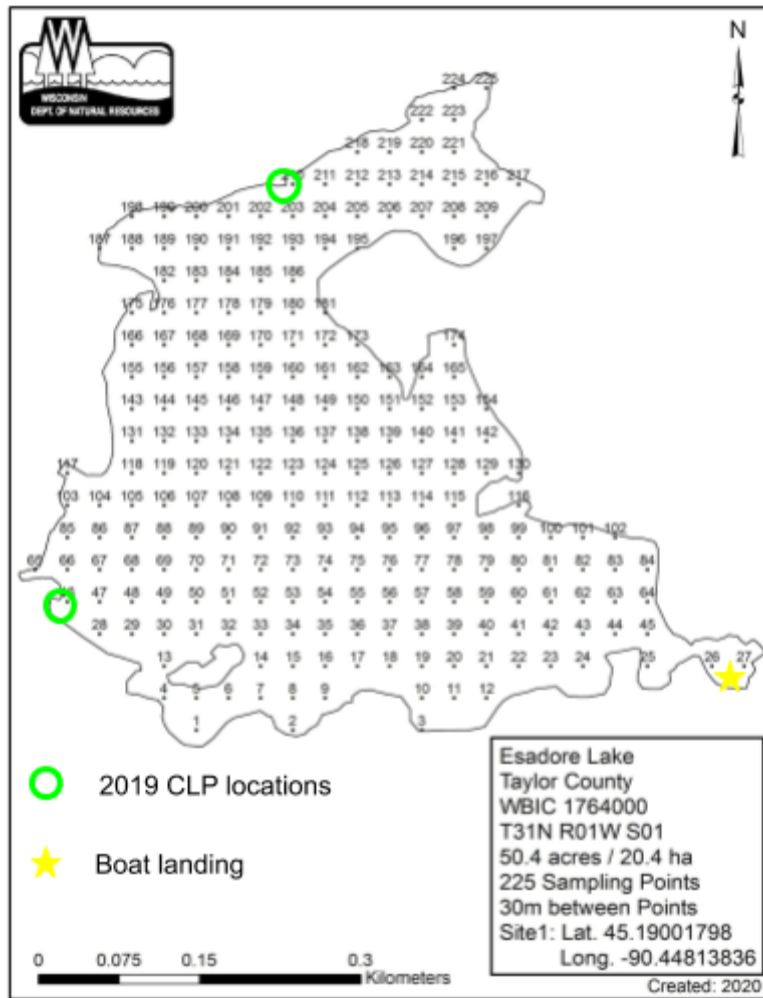 WISCONSIN
DEPT. OF NATURAL RESOURCES
N
224 225
222 223
218 219 220 221
211 212 213 214 215 216 217
198 199 200 201 202 203 204 205 206 207 208 209
187 188 189 190 191 192 193 194 195 196 197
182 183 184 185 186
175 176 177 178 179 180 181
166 167 168 169 170 171 172 173 174
155 156 157 158 159 160 161 162 163 164 165
143 144 145 146 147 148 149 150 151 152 153 154
131 132 133 134 135 136 137 138 139 140 141 142
117 118 119 120 121 122 123 124 125 126 127 128 129 130
103 104 105 106 107 108 109 110 111 112 113 114 115 116
85 86 87 88 89 90 91 92 93 94 95 96 97 98 99 100 101 102
65 66 67 68 69 70 71 72 73 74 75 76 77 78 79 80 81 82 83 84
47 48 49 50 51 52 53 54 55 56 57 58 59 60 61 62 63 64
28 29 30 31 32 33 34 35 36 37 38 39 40 41 42 43 44 45
13 14 15 16 17 18 19 20 21 22 23 24 25 26 27
4 5 6 7 8 9 10 11 12
1 2 3
2019 CLP locations
Boat landing
Esadore Lake
Taylor County
WBIC 1764000
T31N R01W S01
50.4 acres / 20.4 ha
225 Sampling Points
30m between Points
Site1: Lat. 45.19001798
Long. -90.44813836
0 0.075 0.15 0.3
Kilometers
Created: 2020